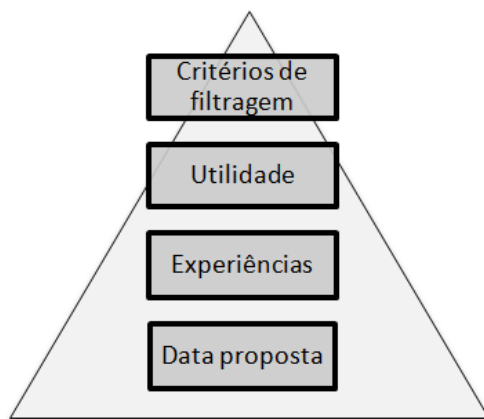 Critérios de
filtragem
Utilidade
Experiências
Data proposta